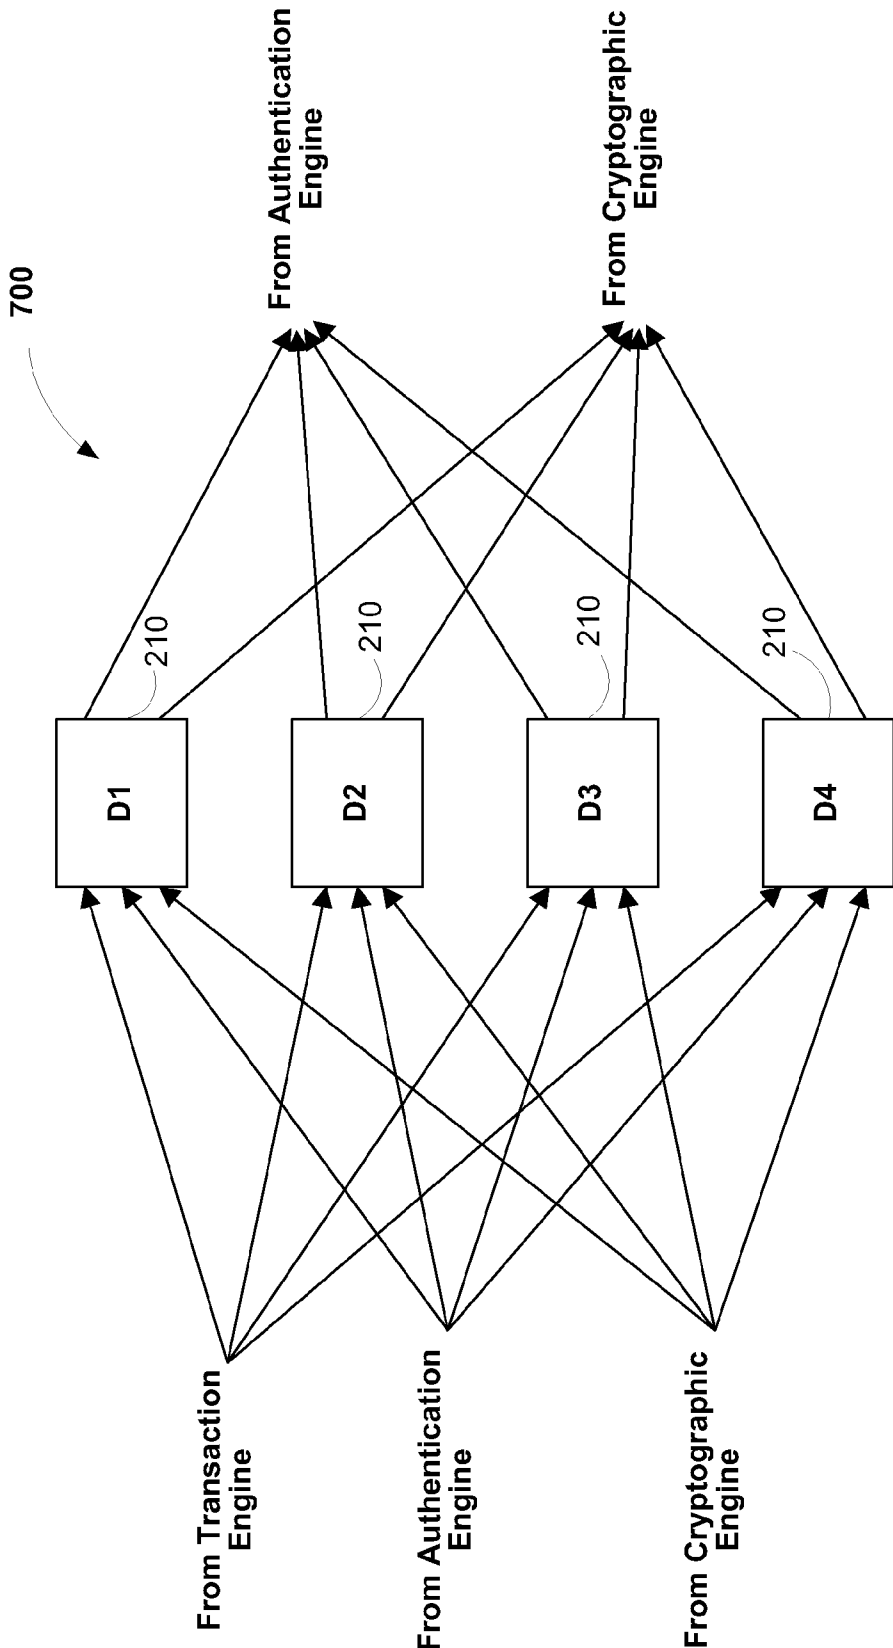 700
From Transaction
Engine
From Authentication
Engine
From Cryptographic
Engine
D1
210
D2
210
D3
210
D4
210
From Authentication
Engine
From Cryptographic
Engine